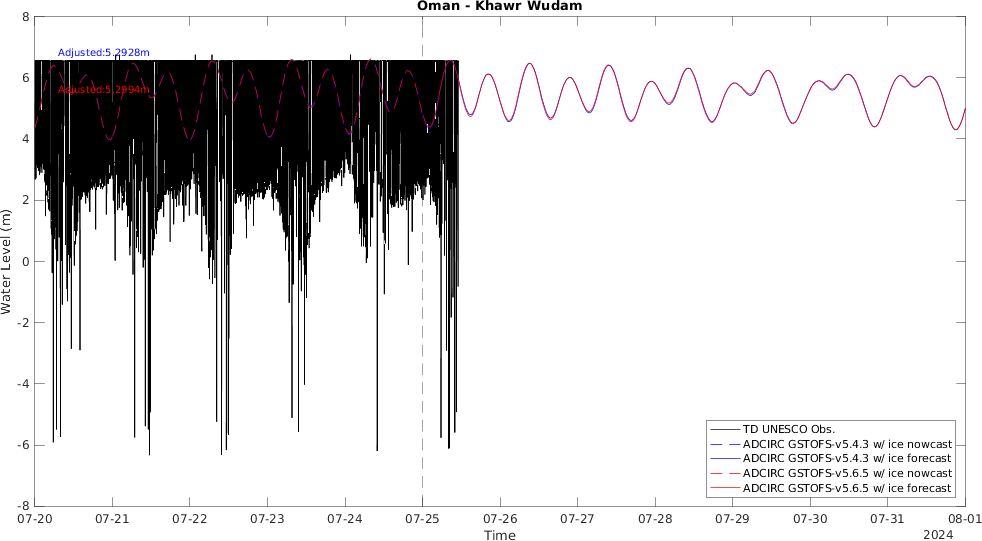 Oman - Khawr Wudam
8
6
4
2
0
-2
-4
-6
-8
Water Level (m)
Adjusted:5.2928m
Adjusted:5.2994m
TD UNESCO Obs.
ADCIRC GSTOFS-v5.4.3 w/ ice nowcast
ADCIRC GSTOFS-v5.4.3 w/ ice forecast
ADCIRC GSTOFS-v5.6.5 w/ ice nowcast
ADCIRC GSTOFS-v5.6.5 w/ ice forecast
07-20 07-21 07-22 07-23 07-24 07-25 07-26 07-27 07-28 07-29 07-30 07-31 08-01
Time
2024